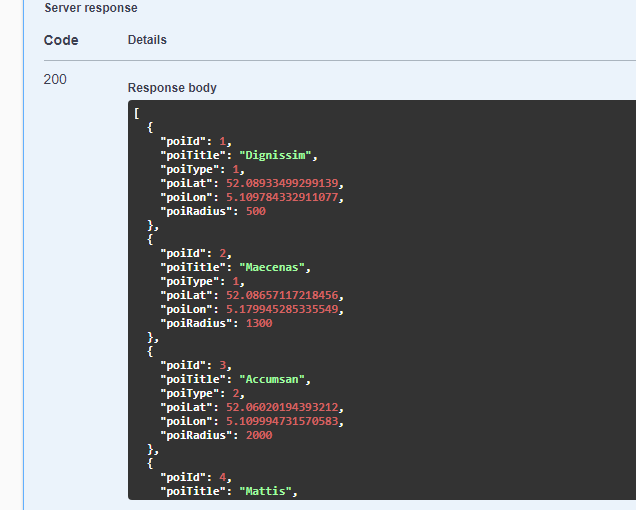 Server response
Code Details
200
Response body
[
  {
    "poiId": 1,
    "poiTitle": "Dignissim",
    "poiType": 1,
    "poiLat": 52.08933499299139,
    "poiLon": 5.109784332911077,
    "poiRadius": 500
  },
  {
    "poiId": 2,
    "poiTitle": "Maecenas",
    "poiType": 1,
    "poiLat": 52.08657117218456,
    "poiLon": 5.179945285335549,
    "poiRadius": 1300
  },
  {
    "poiId": 3,
    "poiTitle": "Accumsan",
    "poiType": 2,
    "poiLat": 52.06020194393212,
    "poiLon": 5.109994731570583,
    "poiRadius": 2000
  },
  {
    "poiId": 4,
    "poiTitle": "Mattis",